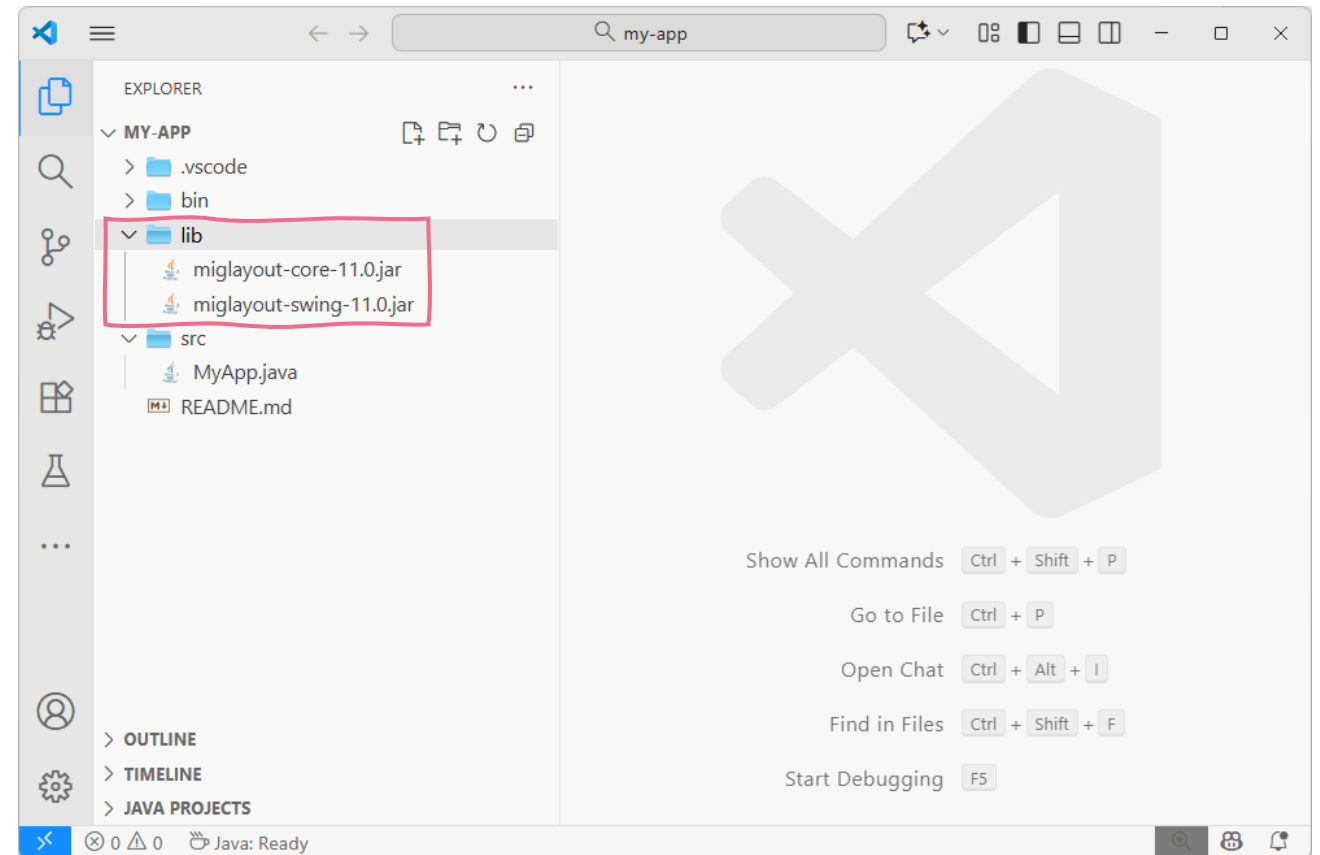 my-app
EXPLORER
MY-APP
.vscode
bin
lib
miglayout-core-11.0.jar
miglayout-swing-11.0.jar
src
MyApp.java
README.md
Show All Commands Ctrl + Shift + P
Go to File Ctrl + P
Open Chat Ctrl + Alt + I
Find in Files Ctrl + Shift + F
Start Debugging F5
OUTLINE
TIMELINE
JAVA PROJECTS
0 0 Java: Ready